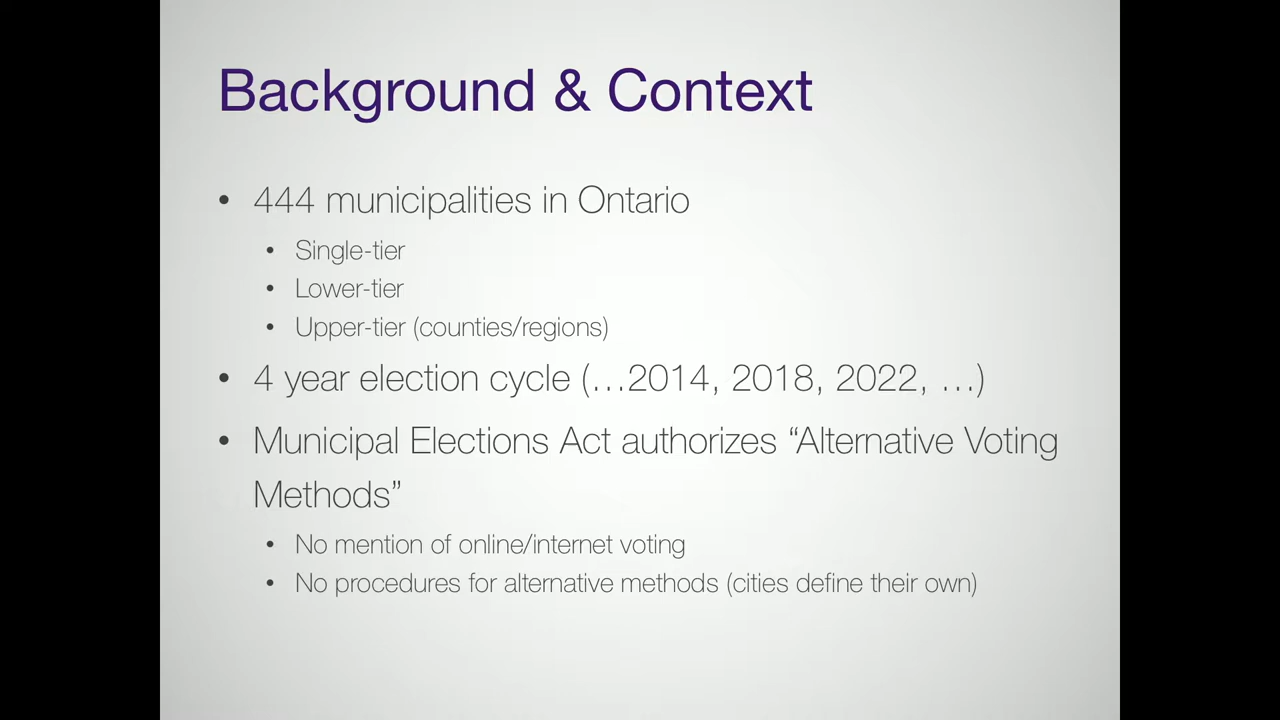 Background & Context
• 444 municipalities in Ontario
• Single-tier
• Lower-tier
• Upper-tier (counties/regions)
• 4 year election cycle (…2014, 2018, 2022, …)
• Municipal Elections Act authorizes “Alternative Voting
Methods”
• No mention of online/internet voting
• No procedures for alternative methods (cities define their own)